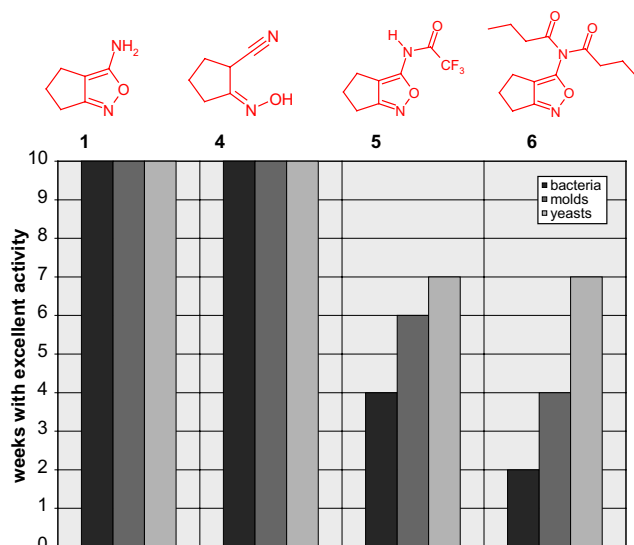 NH2
O
N
N
N
OH
H
N
O
CF3
O
N
O
O
N
O
N
1 4 5 6
10
9
8
7
6
5
4
3
2
1
0
weeks with excellent activity
bacteria
molds
yeasts